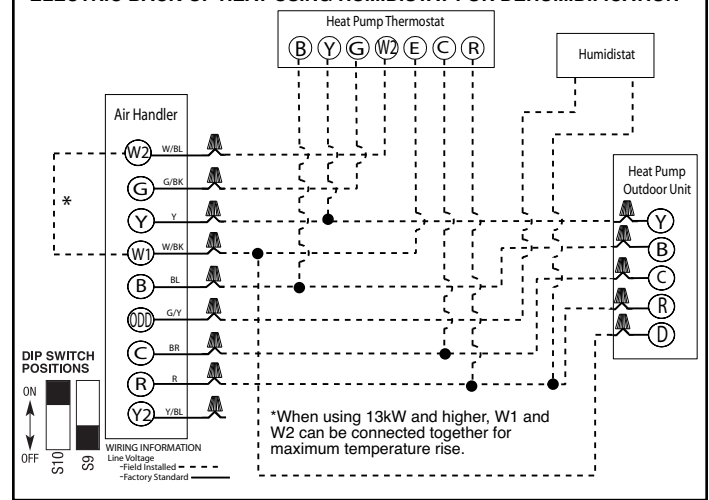 ELECTRIC BACK UP HEAT USING HUMIDISTAT FOR DEHUMIDIFICATION
Heat Pump Thermostat
B Y G W2 E C R
Humidistat
Air Handler
W2 W/BL
G G/BK
Y Y
W1 W/BK
B BL
ODD G/Y
C BR
R R
Y2 Y/BL
*
Heat Pump
Outdoor Unit
Y
B
C
R
D
DIP SWITCH
POSITIONS
ON
OFF
S10
S9
WIRING INFORMATION
Line Voltage
-Field Installed
-Factory Standard
*When using 13kW and higher, W1 and
W2 can be connected together for
maximum temperature rise.